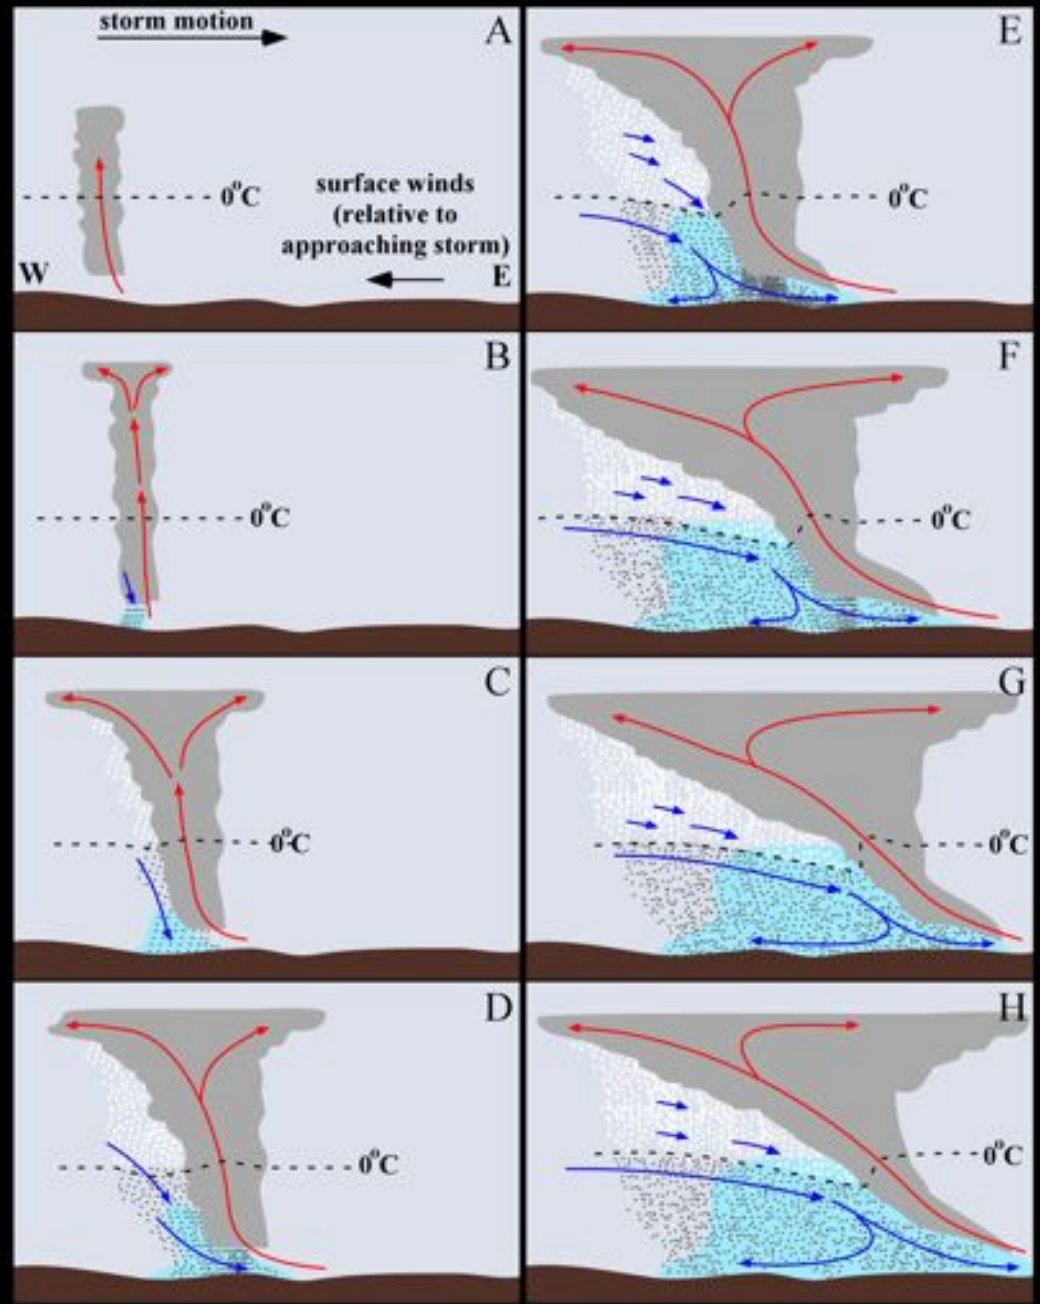 storm motion
A
0°C
surface winds
(relative to
approaching storm)
W
E
B
0°C
C
0°C
D
0°C
E
0°C
F
0°C
G
0°C
H
0°C